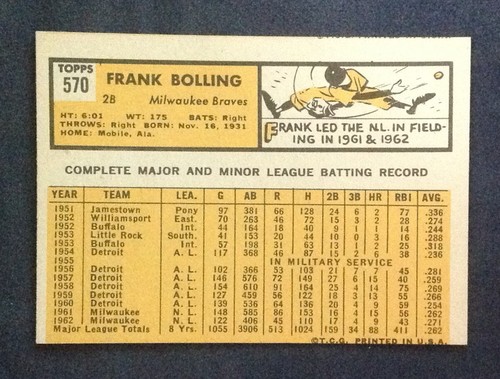 TOPPS
570
FRANK BOLLING
2B Milwaukee Braves
HT: 6:01 WT: 175 BATS: Right
THROWS: Right BORN: Nov. 16, 1931
HOME: Mobile, Ala.
FRANK LED THE N.L. IN FIELD-
ING IN 1961 & 1962
COMPLETE MAJOR AND MINOR LEAGUE BATTING RECORD
YEAR TEAM LEA. G AB R H 2B 3B HR RBI AVG.
1951 Jamestown Pony 97 381 66 128 24 6 2 77 .336
1952 Williamsport East. 70 263 46 72 15 3 2 28 .274
1952 Buffalo Int. 44 164 18 40 9 1 1 14 .244
1953 Little Rock South. 41 153 20 44 10 0 3 16 .288
1953 Buffalo Int. 57 198 31 63 13 1 2 25 .318
1954 Detroit A. L. 117 368 46 87 15 2 6 38 .236
1955 IN MILITARY SERVICE
1956 Detroit A. L. 102 366 53 103 21 7 7 45 .281
1957 Detroit A. L. 146 576 72 149 27 6 15 40 .259
1958 Detroit A. L. 154 610 91 164 25 4 14 75 .269
1959 Detroit A. L. 127 459 56 122 18 3 13 55 .266
1960 Detroit A. L. 139 536 64 136 20 4 9 59 .254
1961 Milwaukee N. L. 148 585 86 153 16 4 15 56 .262
1962 Milwaukee N. L. 122 406 45 110 17 4 9 43 .271
Major League Totals 8 Yrs. 1055 3906 513 1024 159 34 88 411 .262
©T.C.G. PRINTED IN U.S.A.